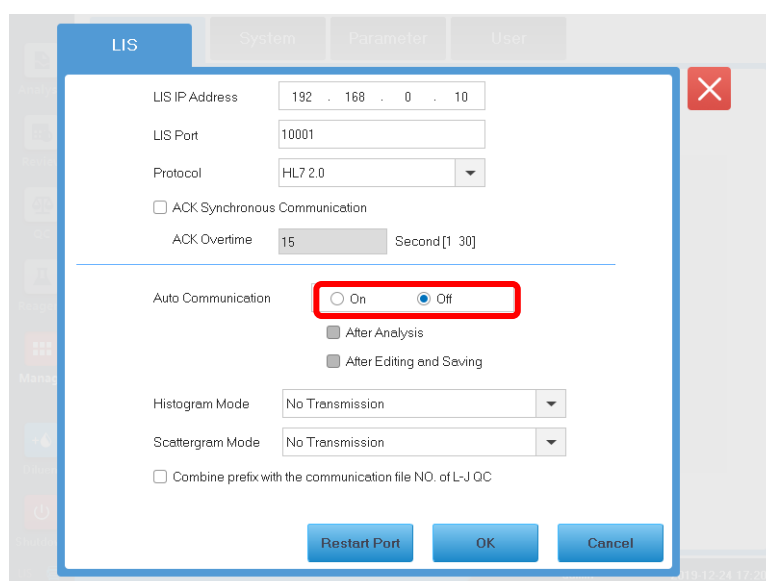 LIS System Parameter User
LIS IP Address 192 . 168 . 0 . 10
LIS Port 10001
Protocol HL7 2.0
ACK Synchronous Communication
ACK Overtime 15 Second [1 30]
Auto Communication On Off
After Analysis
After Editing and Saving
Histogram Mode No Transmission
Scattergram Mode No Transmission
Combine prefix with the communication file NO. of L-J QC
Restart Port OK Cancel